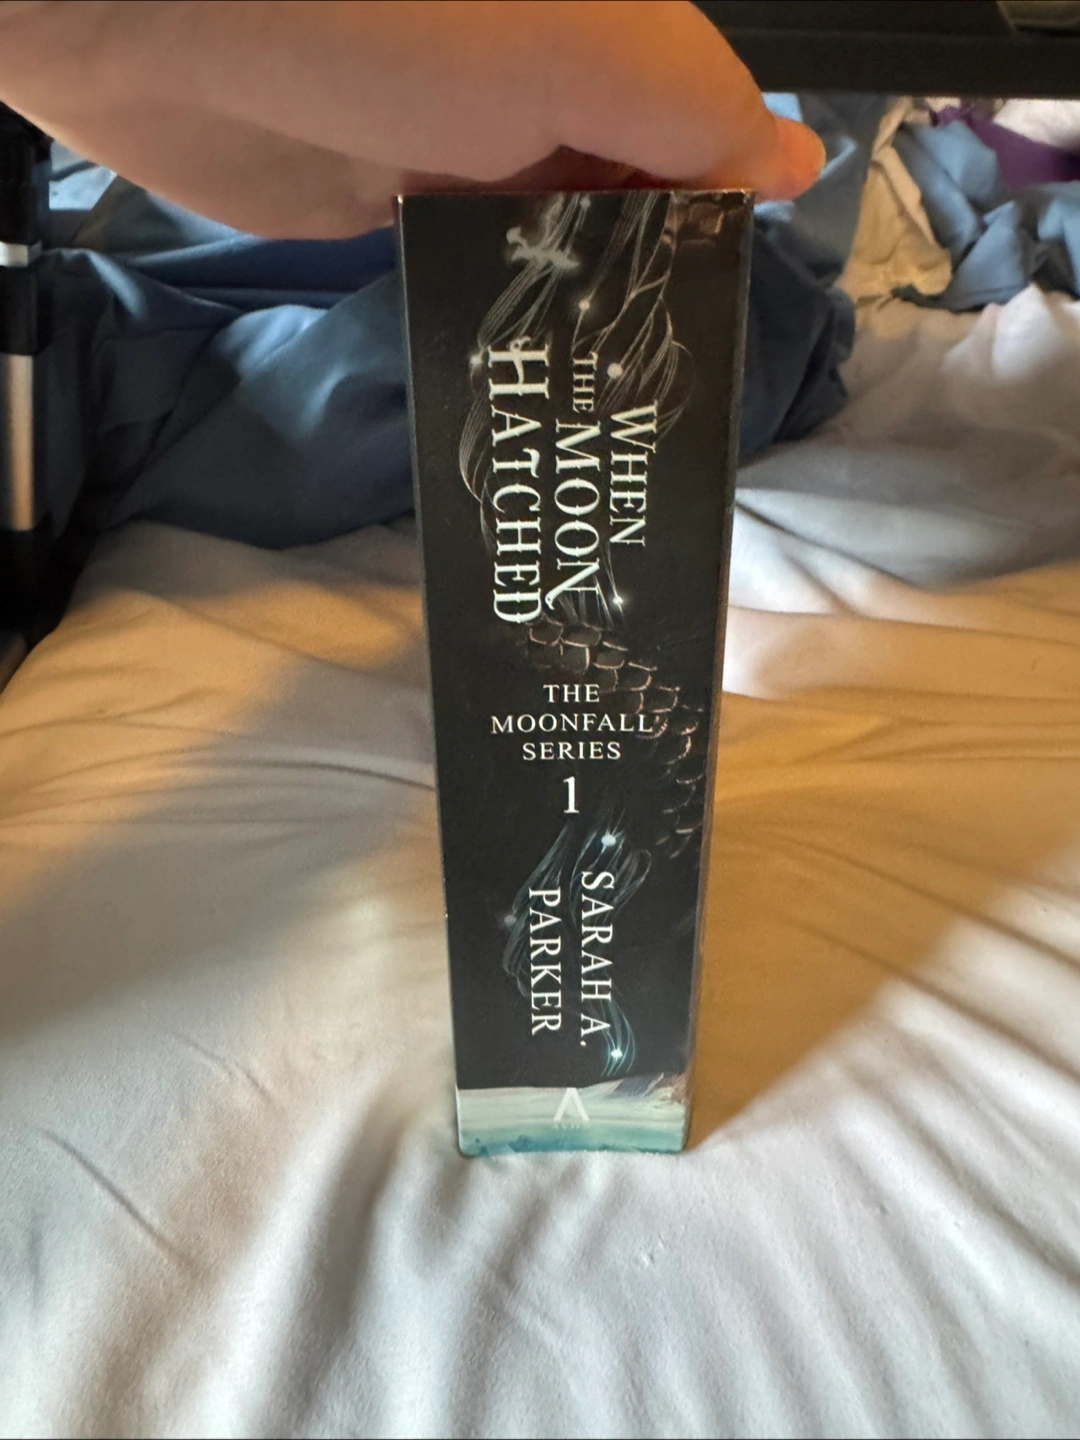 WHEN
THE MOON
HATCHED
THE
MOONFALL
SERIES
1
SARAH A.
PARKER